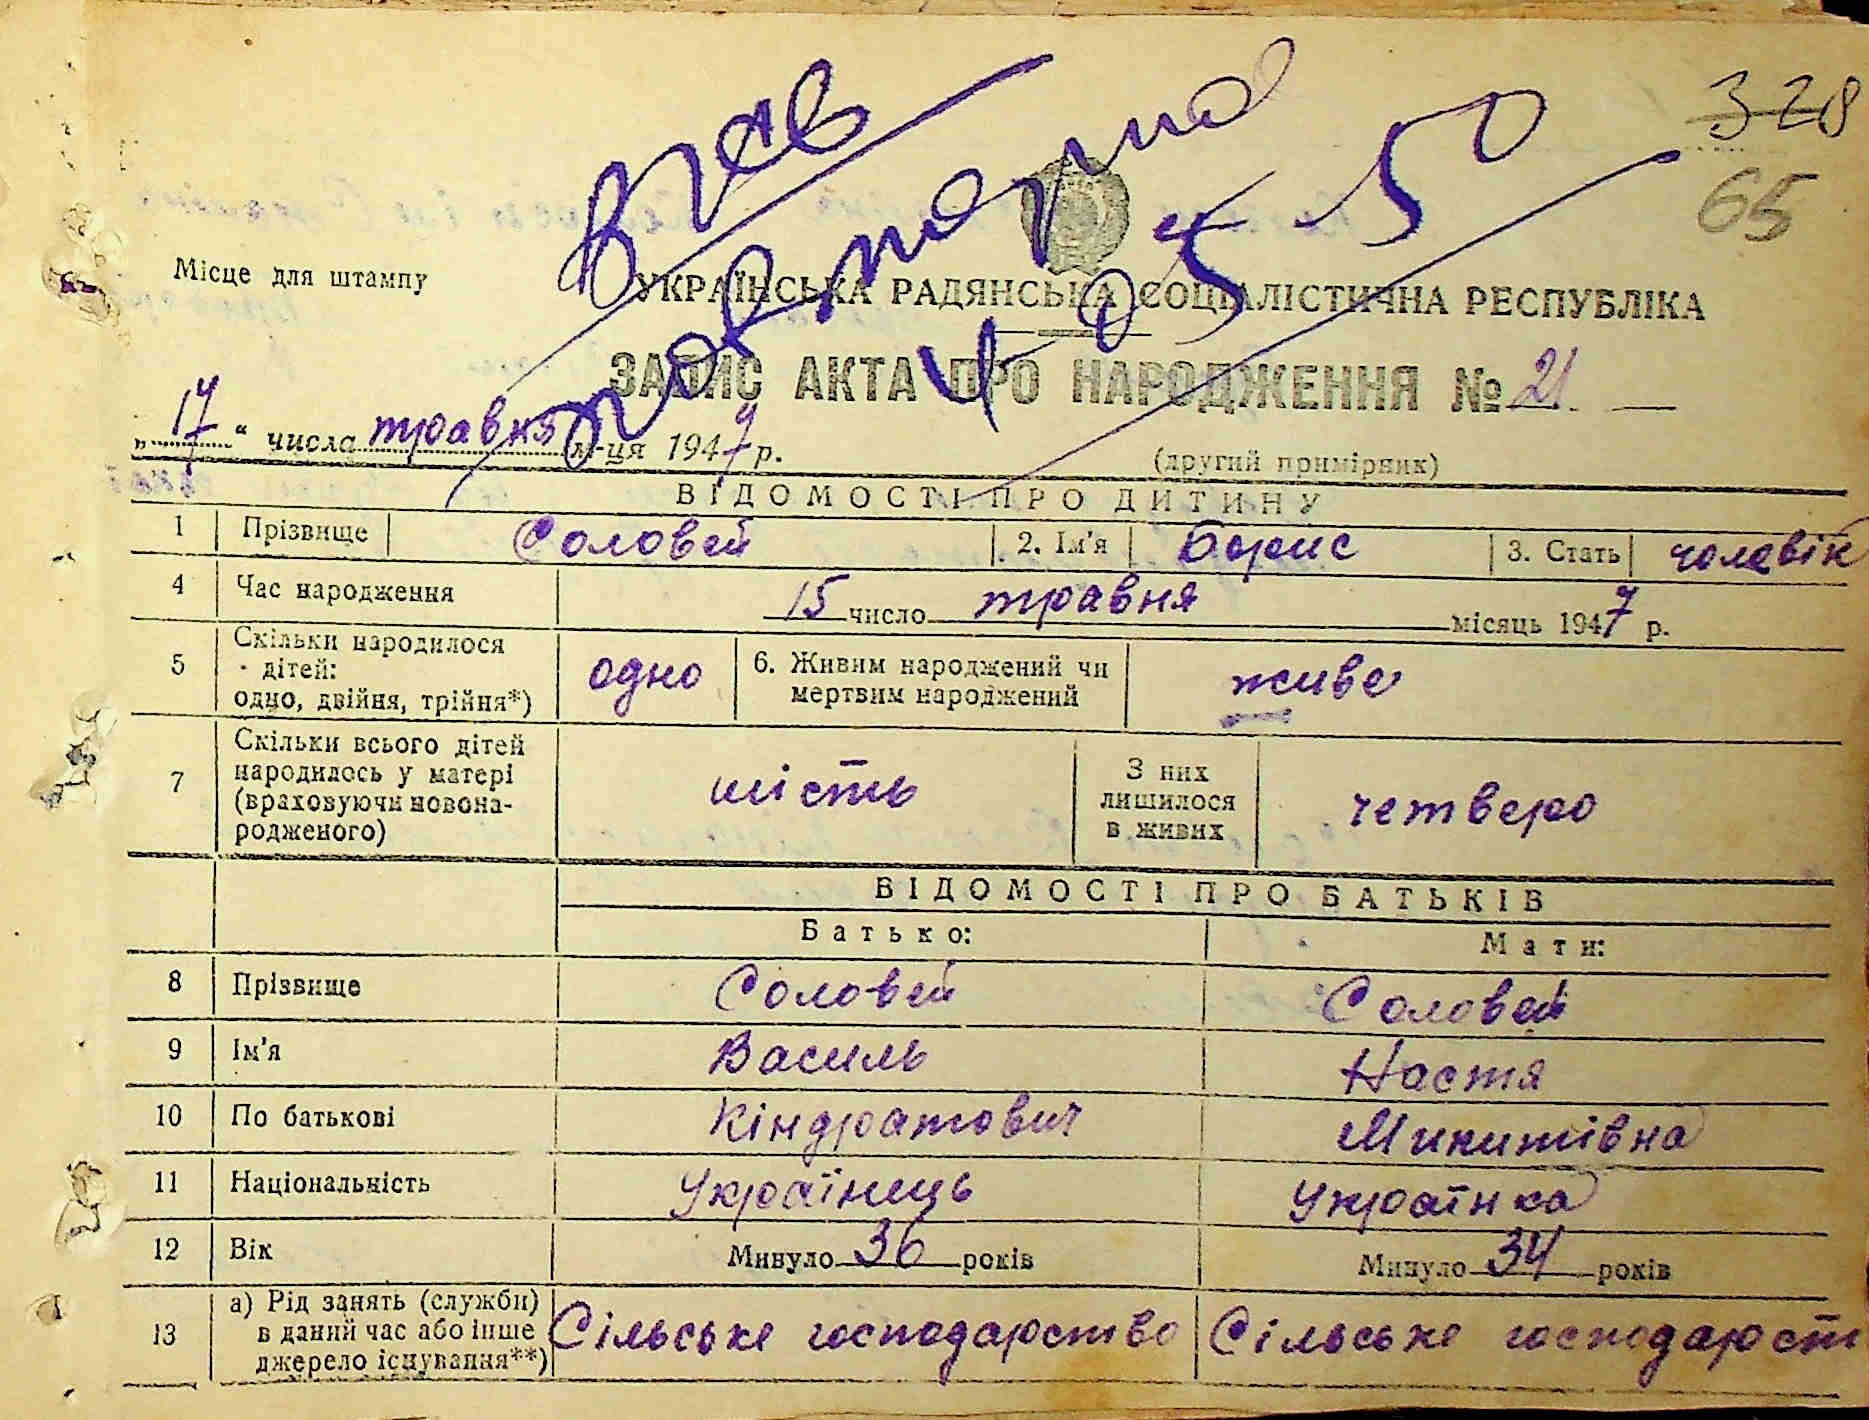 328
65
Місце для штампу
УКРАЇНСЬКА РАДЯНСЬКА СОЦІАЛІСТИЧНА РЕСПУБЛІКА
ЗАПИС АКТА ПРО НАРОДЖЕННЯ № 21.
„17“ числа травня м-ця 1947 р.
(другий примірник)
ВІДОМОСТІ ПРО ДИТИНУ
1 Прізвище Соловей 2. Ім'я Борис 3. Стать чоловік
4 Час народження 15 число травня місяць 1947 р.
5 Скільки народилося дітей: одно, двійня, трійня*) одно 6. Живим народжений чи мертвим народжений живе
7 Скільки всього дітей народилось у матері (враховуючи новонародженого) шість З них лишилося в живих четверо
ВІДОМОСТІ ПРО БАТЬКІВ
Батько: Мати:
8 Прізвище Соловей Соловей
9 Ім'я Василь Настя
10 По батькові Кіндратович Микитівна
11 Національність Українець Українка
12 Вік Минуло 36 років Минуло 34 років
13 а) Рід занять (служби) в даний час або інше джерело існування**) Сільське господарство Сільське господарст